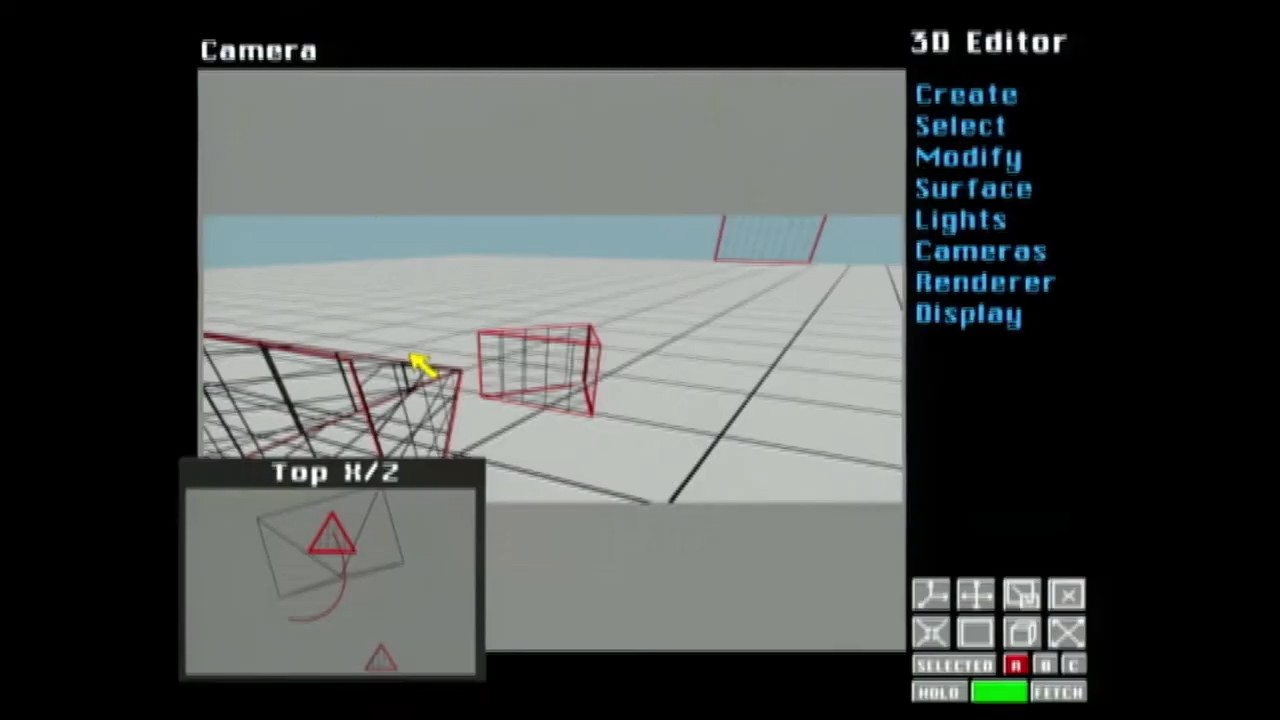 Camera
3D Editor
Create
Select
Modify
Surface
Lights
Cameras
Renderer
Display
Top X/Z
SELECTED A B C
HOLD FETCH